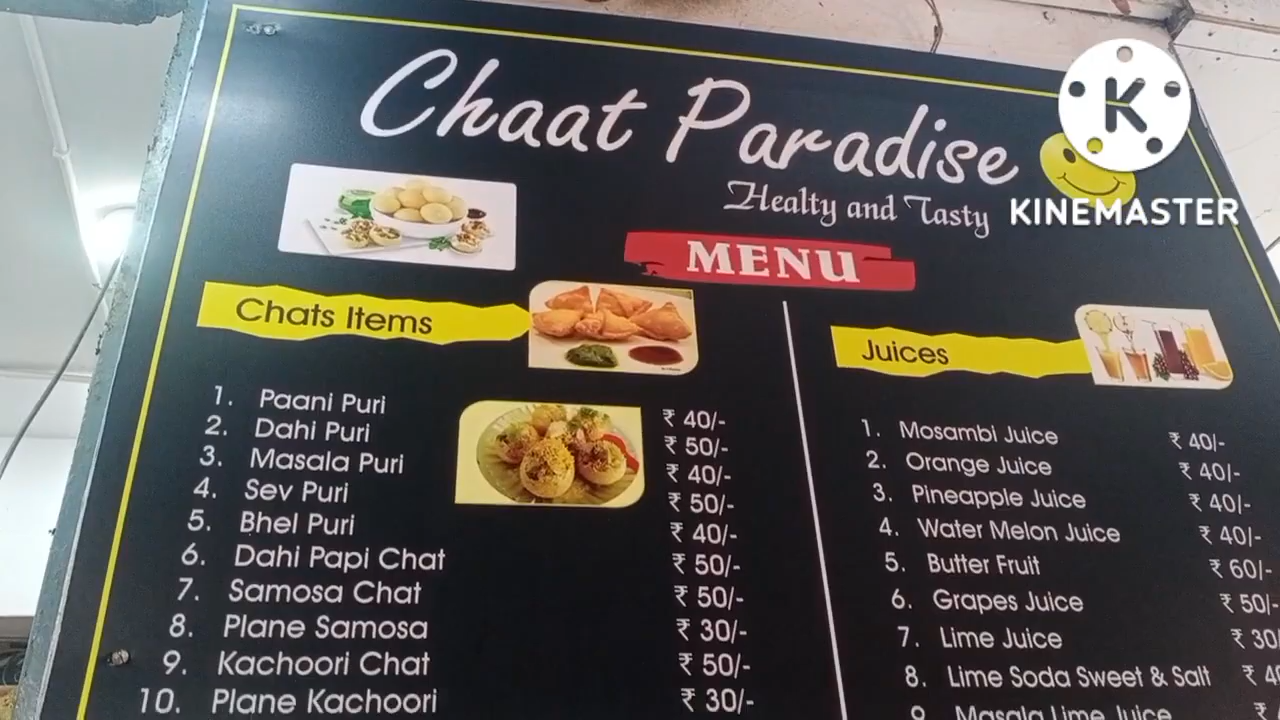 Chaat Paradise
Healty and Tasty
K
KINEMASTER
MENU
Chats Items
1. Paani Puri ₹ 40/-
2. Dahi Puri ₹ 50/-
3. Masala Puri ₹ 40/-
4. Sev Puri ₹ 50/-
5. Bhel Puri ₹ 40/-
6. Dahi Papi Chat ₹ 50/-
7. Samosa Chat ₹ 50/-
8. Plane Samosa ₹ 30/-
9. Kachoori Chat ₹ 50/-
10. Plane Kachoori ₹ 30/-
Juices
1. Mosambi Juice ₹ 40/-
2. Orange Juice ₹ 40/-
3. Pineapple Juice ₹ 40/-
4. Water Melon Juice ₹ 40/-
5. Butter Fruit ₹ 60/-
6. Grapes Juice ₹ 50/-
7. Lime Juice ₹ 30
8. Lime Soda Sweet & Salt ₹
9. Masala Lime Juice ₹